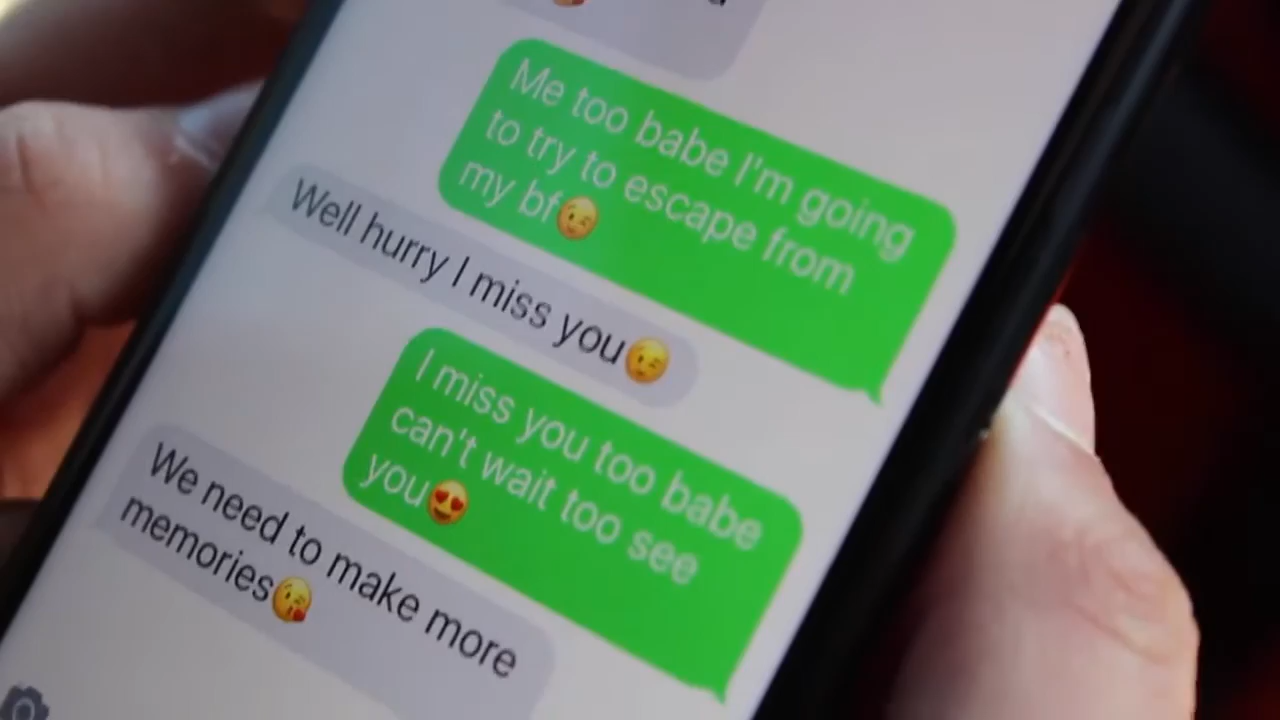 Me too babe I'm going
to try to escape from
my bf😉
Well hurry I miss you😉
I miss you too babe
can't wait too see
you😍
We need to make more
memories😘